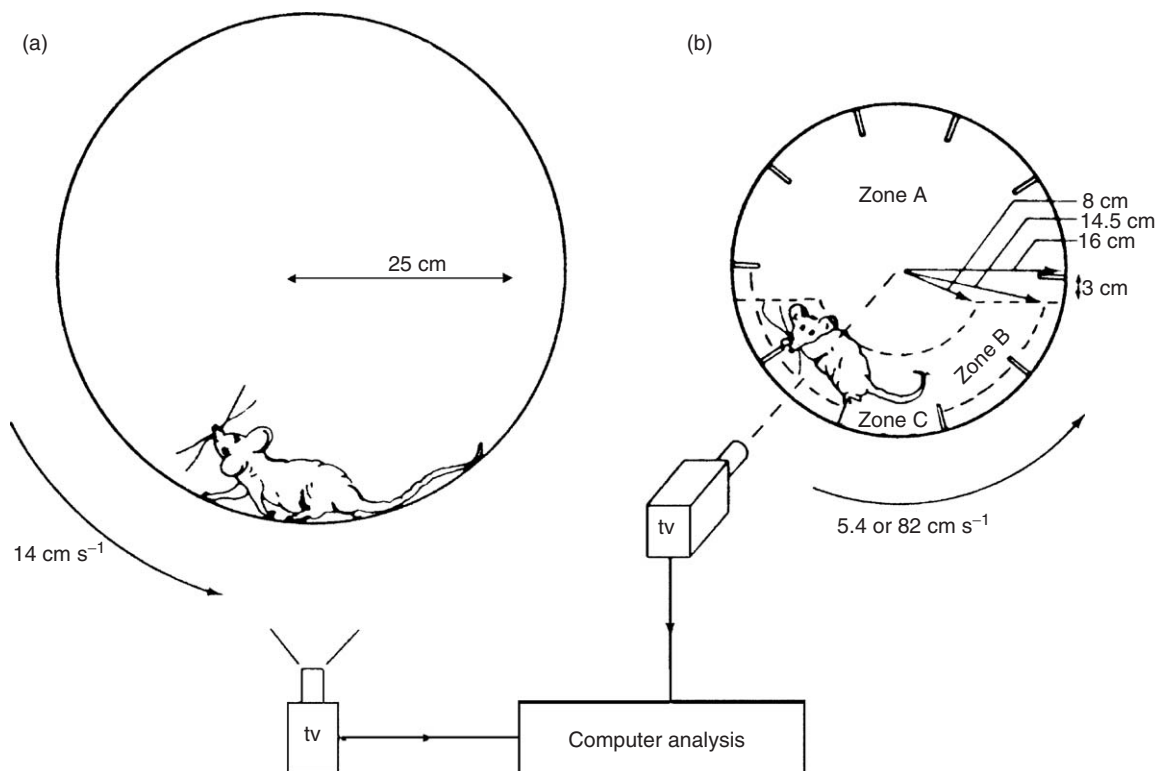 (a)
(b)
Zone A
8 cm
14.5 cm
16 cm
25 cm
3 cm
Zone B
Zone C
14 cm s⁻¹
tv
5.4 or 82 cm s⁻¹
tv
Computer analysis